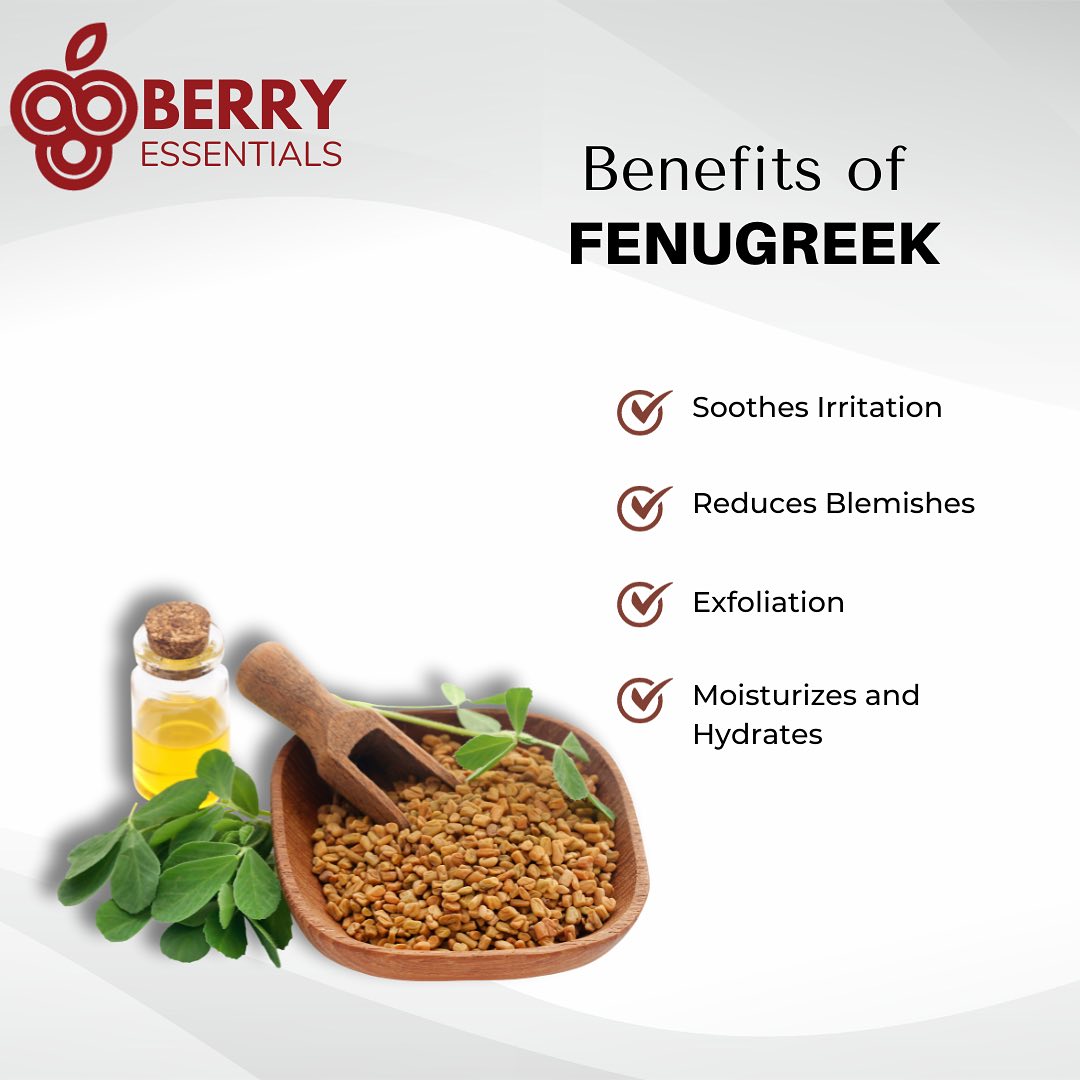 BERRY
ESSENTIALS
Benefits of
FENUGREEK
Soothes Irritation
Reduces Blemishes
Exfoliation
Moisturizes and
Hydrates